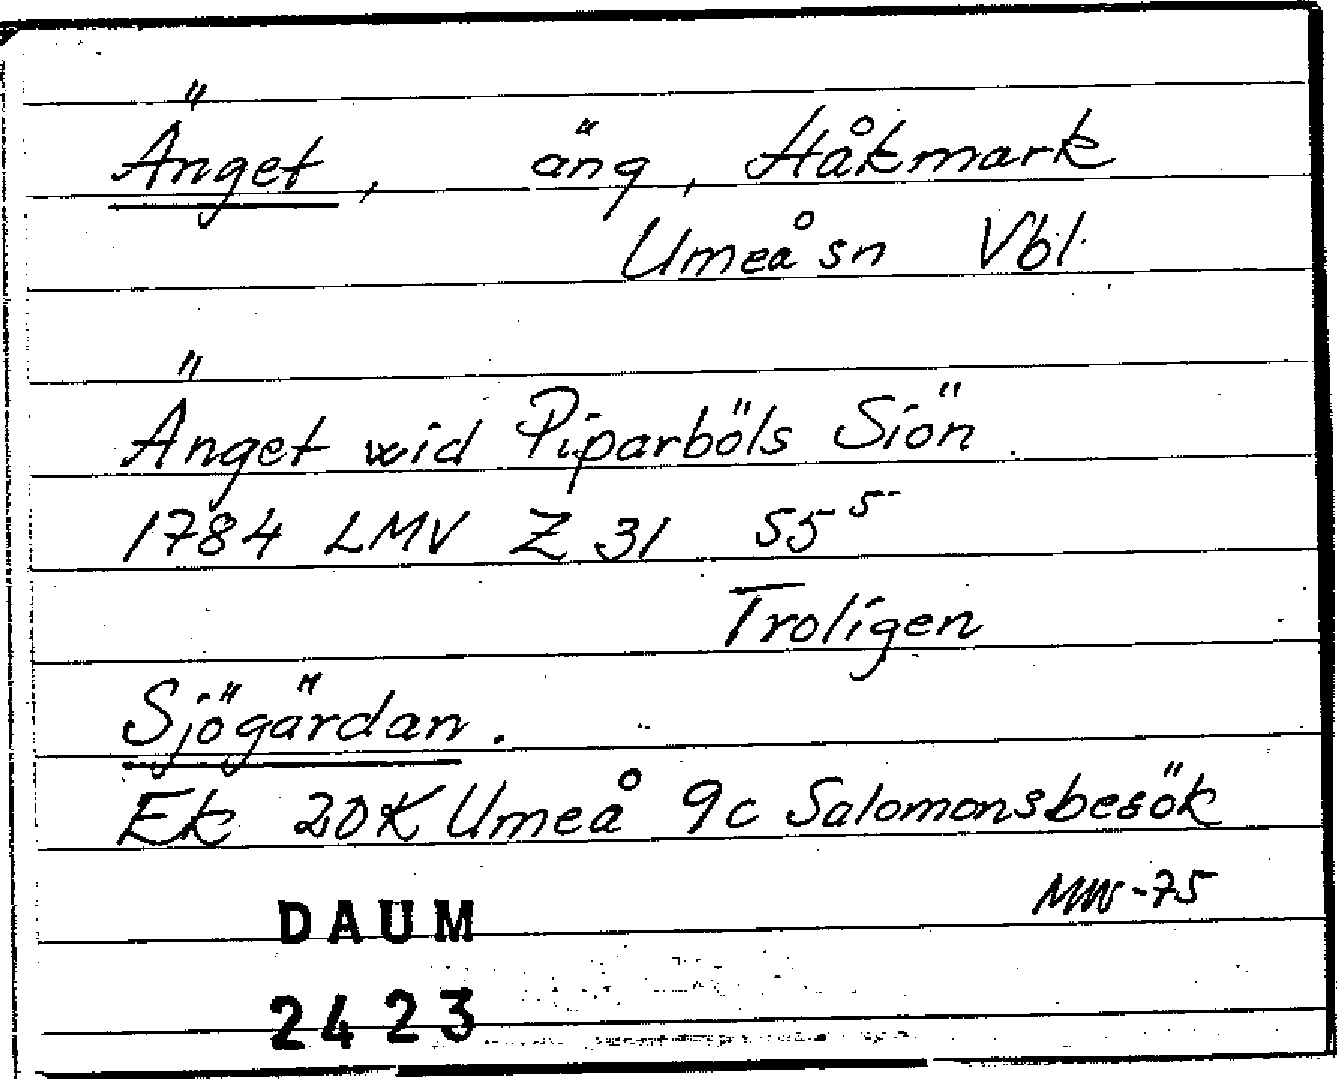 Änget, äng, Håkmark
Umeå sn Vbl.
Änget wid Piparböls Siön.
1784 LMV Z 31 55⁵
Troligen
Sjögärdan.
Ek 20K Umeå 9c Salomonsbesök
MW-75
DAUM
2423